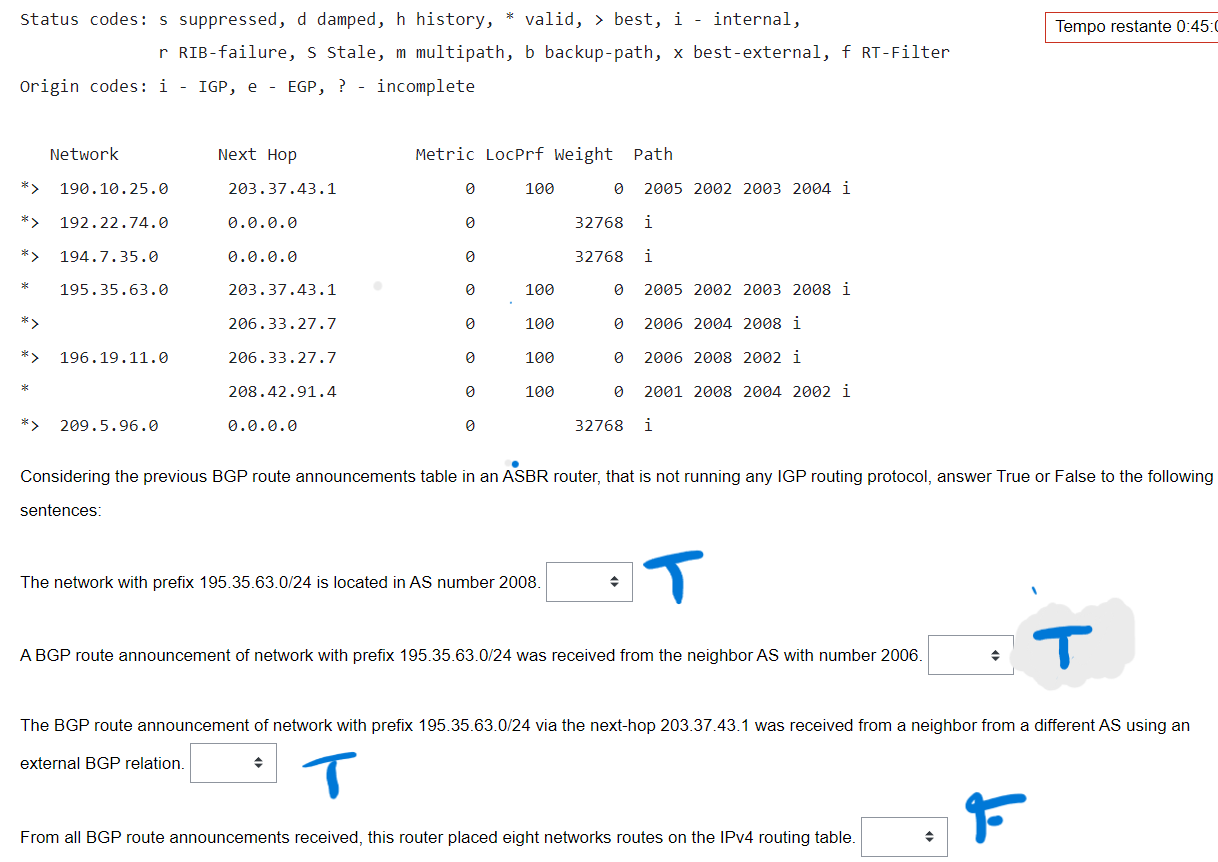 Status codes: s suppressed, d damped, h history, * valid, > best, i - internal,
Tempo restante 0:45:
r RIB-failure, S Stale, m multipath, b backup-path, x best-external, f RT-Filter
Origin codes: i - IGP, e - EGP, ? - incomplete
Network Next Hop Metric LocPrf Weight Path
*> 190.10.25.0 203.37.43.1 0 100 0 2005 2002 2003 2004 i
*> 192.22.74.0 0.0.0.0 0 32768 i
*> 194.7.35.0 0.0.0.0 0 32768 i
* 195.35.63.0 203.37.43.1 0 100 0 2005 2002 2003 2008 i
*> 206.33.27.7 0 100 0 2006 2004 2008 i
*> 196.19.11.0 206.33.27.7 0 100 0 2006 2008 2002 i
* 208.42.91.4 0 100 0 2001 2008 2004 2002 i
*> 209.5.96.0 0.0.0.0 0 32768 i
Considering the previous BGP route announcements table in an ASBR router, that is not running any IGP routing protocol, answer True or False to the following
sentences:
The network with prefix 195.35.63.0/24 is located in AS number 2008. T
A BGP route announcement of network with prefix 195.35.63.0/24 was received from the neighbor AS with number 2006. T
The BGP route announcement of network with prefix 195.35.63.0/24 via the next-hop 203.37.43.1 was received from a neighbor from a different AS using an
external BGP relation. T
From all BGP route announcements received, this router placed eight networks routes on the IPv4 routing table. F